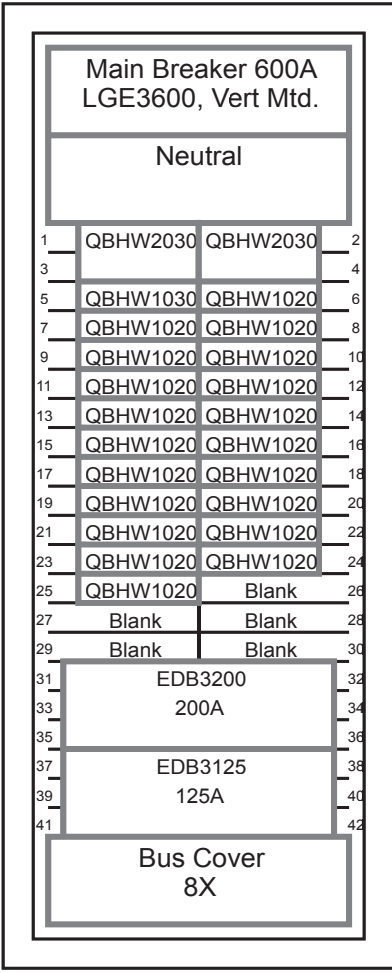 Main Breaker 600A
LGE3600, Vert Mtd.
Neutral
1 QBHW2030 QBHW2030 2
3 4
5 QBHW1030 QBHW1020 6
7 QBHW1020 QBHW1020 8
9 QBHW1020 QBHW1020 10
11 QBHW1020 QBHW1020 12
13 QBHW1020 QBHW1020 14
15 QBHW1020 QBHW1020 16
17 QBHW1020 QBHW1020 18
19 QBHW1020 QBHW1020 20
21 QBHW1020 QBHW1020 22
23 QBHW1020 QBHW1020 24
25 QBHW1020 Blank 26
27 Blank Blank 28
29 Blank Blank 30
31 EDB3200 32
33 200A 34
35 36
37 EDB3125 38
39 125A 40
41 42
Bus Cover
8X